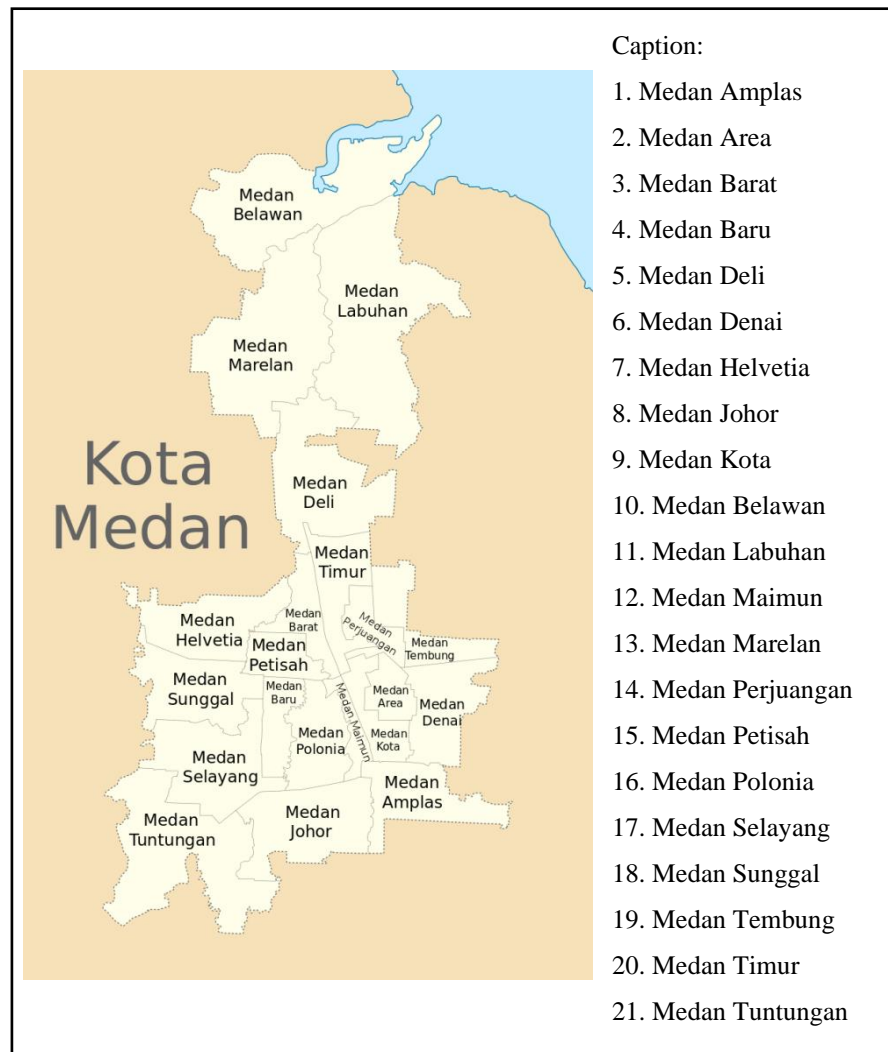 Caption:
1. Medan Amplas
2. Medan Area
3. Medan Barat
4. Medan Baru
5. Medan Deli
6. Medan Denai
7. Medan Helvetia
8. Medan Johor
9. Medan Kota
10. Medan Belawan
11. Medan Labuhan
12. Medan Maimun
13. Medan Marelan
14. Medan Perjuangan
15. Medan Petisah
16. Medan Polonia
17. Medan Selayang
18. Medan Sunggal
19. Medan Tembung
20. Medan Timur
21. Medan Tuntungan
Kota
Medan
Medan
Belawan
Medan
Labuhan
Medan
Marelan
Medan
Deli
Medan
Timur
Medan
Helvetia
Medan
Barat
Medan
Perjuangan
Medan
Petisah
Medan
Tembung
Medan
Sunggal
Medan
Baru
Medan Maimun
Medan
Area
Medan
Denai
Medan
Polonia
Medan
Kota
Medan
Selayang
Medan
Amplas
Medan
Tuntungan
Medan
Johor